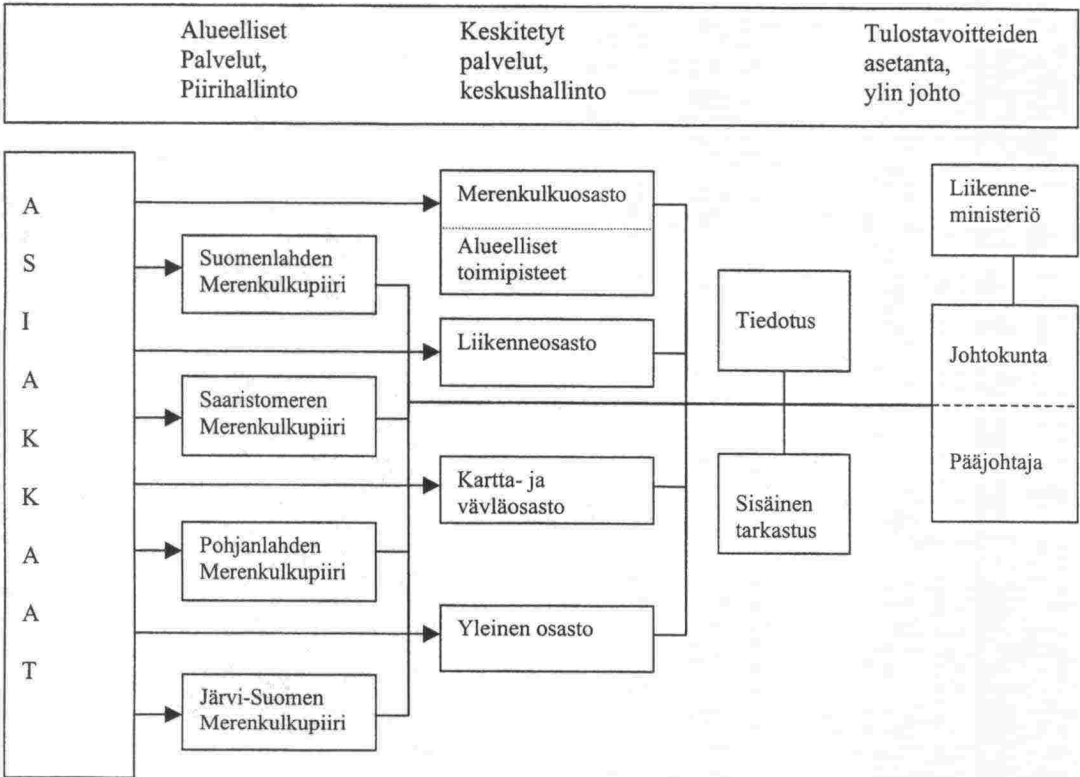 Alueelliset
Palvelut,
Piirihallinto
Keskitetyt
palvelut,
keskushallinto
Tulostavoitteiden
asetanta,
ylin johto
A
S
I
A
K
K
A
A
T
Suomenlahden
Merenkulkupiiri
Saaristomeren
Merenkulkupiiri
Pohjanlahden
Merenkulkupiiri
Järvi-Suomen
Merenkulkupiiri
Merenkulkuosasto
Alueelliset
toimipisteet
Liikenneosasto
Kartta- ja
vävläosasto
Yleinen osasto
Tiedotus
Sisäinen
tarkastus
Liikenne-
ministeriö
Johtokunta
Pääjohtaja